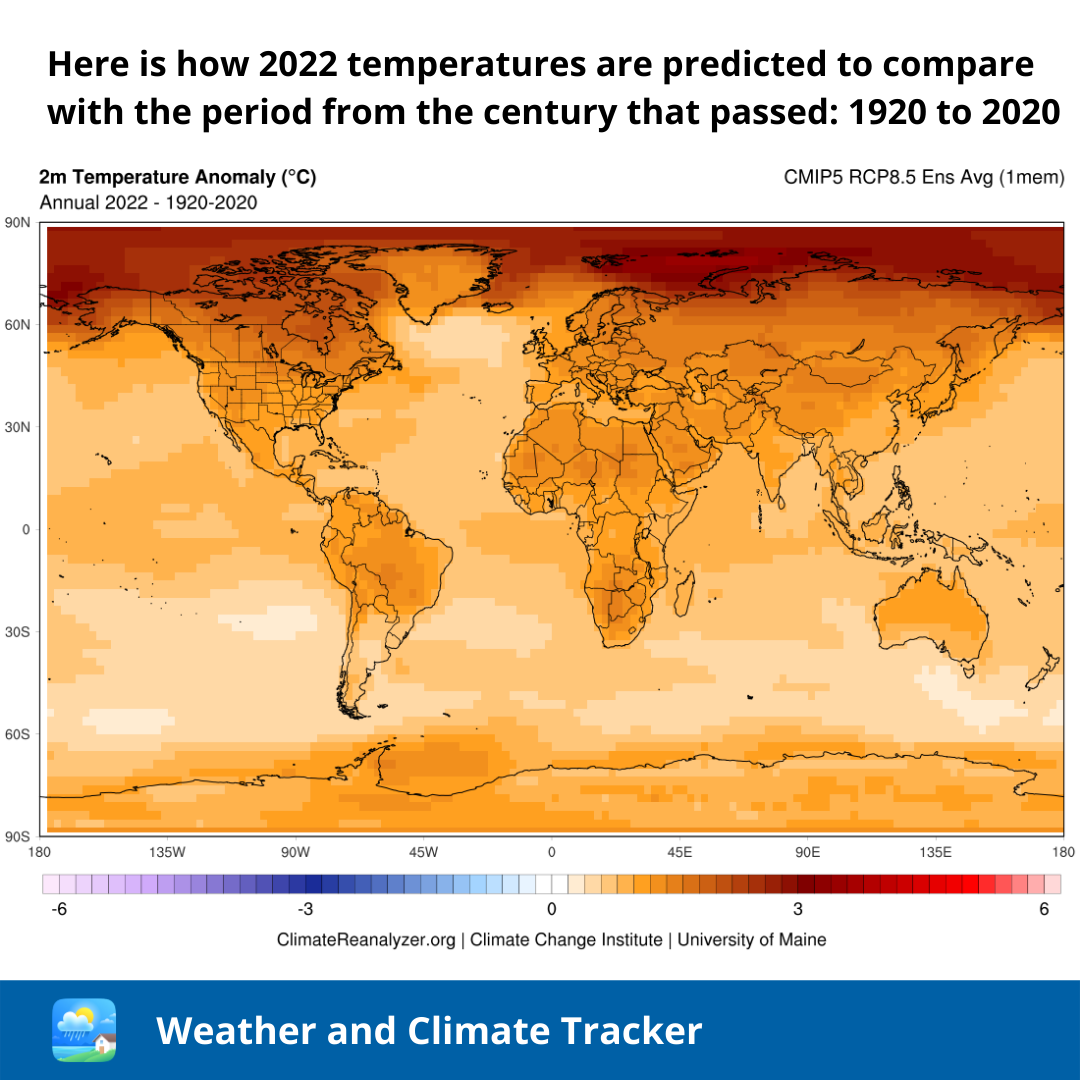 Here is how 2022 temperatures are predicted to compare
with the period from the century that passed: 1920 to 2020
2m Temperature Anomaly (°C)
CMIP5 RCP8.5 Ens Avg (1mem)
Annual 2022 - 1920-2020
90N
60N
30N
0
30S
60S
90S
180 135W 90W 45W 0 45E 90E 135E 180
-6 -3 0 3 6
ClimateReanalyzer.org | Climate Change Institute | University of Maine
Weather and Climate Tracker